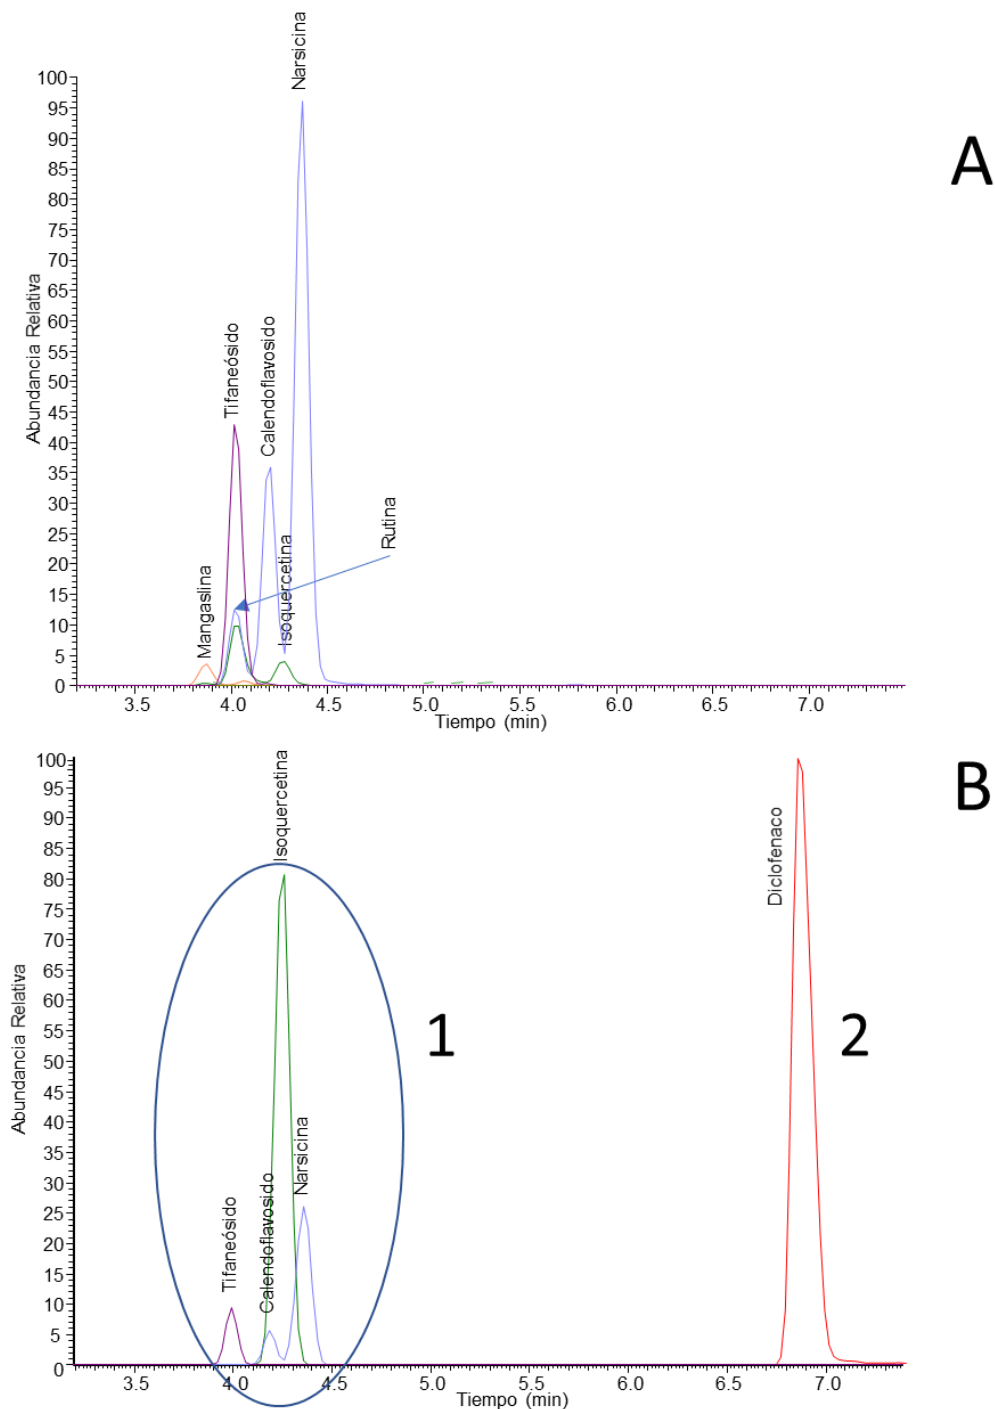 A
Abundancia Relativa
100
95
90
85
80
75
70
65
60
55
50
45
40
35
30
25
20
15
10
5
0
Mangaslina
Tifaneósido
Calendoflavosido
Isoquercetina
Narsicina
Rutina
3.5 4.0 4.5 5.0 5.5 6.0 6.5 7.0
Tiempo (min)
B
Abundancia Relativa
100
95
90
85
80
75
70
65
60
55
50
45
40
35
30
25
20
15
10
5
0
Tifaneósido
Calendoflavosido
Isoquercetina
Narsicina
1
Diclofenaco
2
3.5 4.0 4.5 5.0 5.5 6.0 6.5 7.0
Tiempo (min)